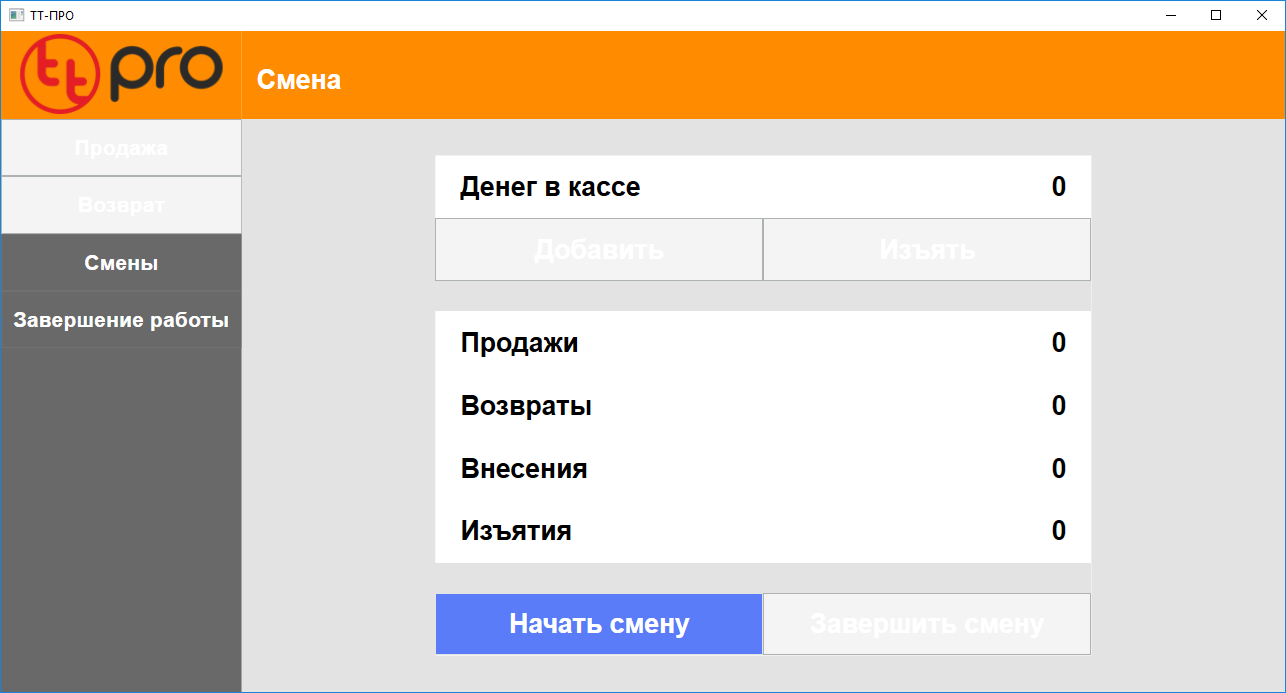 ТТ-ПРО
tt pro
Смена
Продажа
Возврат
Смены
Завершение работы
Денег в кассе 0
Добавить Изъять
Продажи 0
Возвраты 0
Внесения 0
Изъятия 0
Начать смену Завершить смену